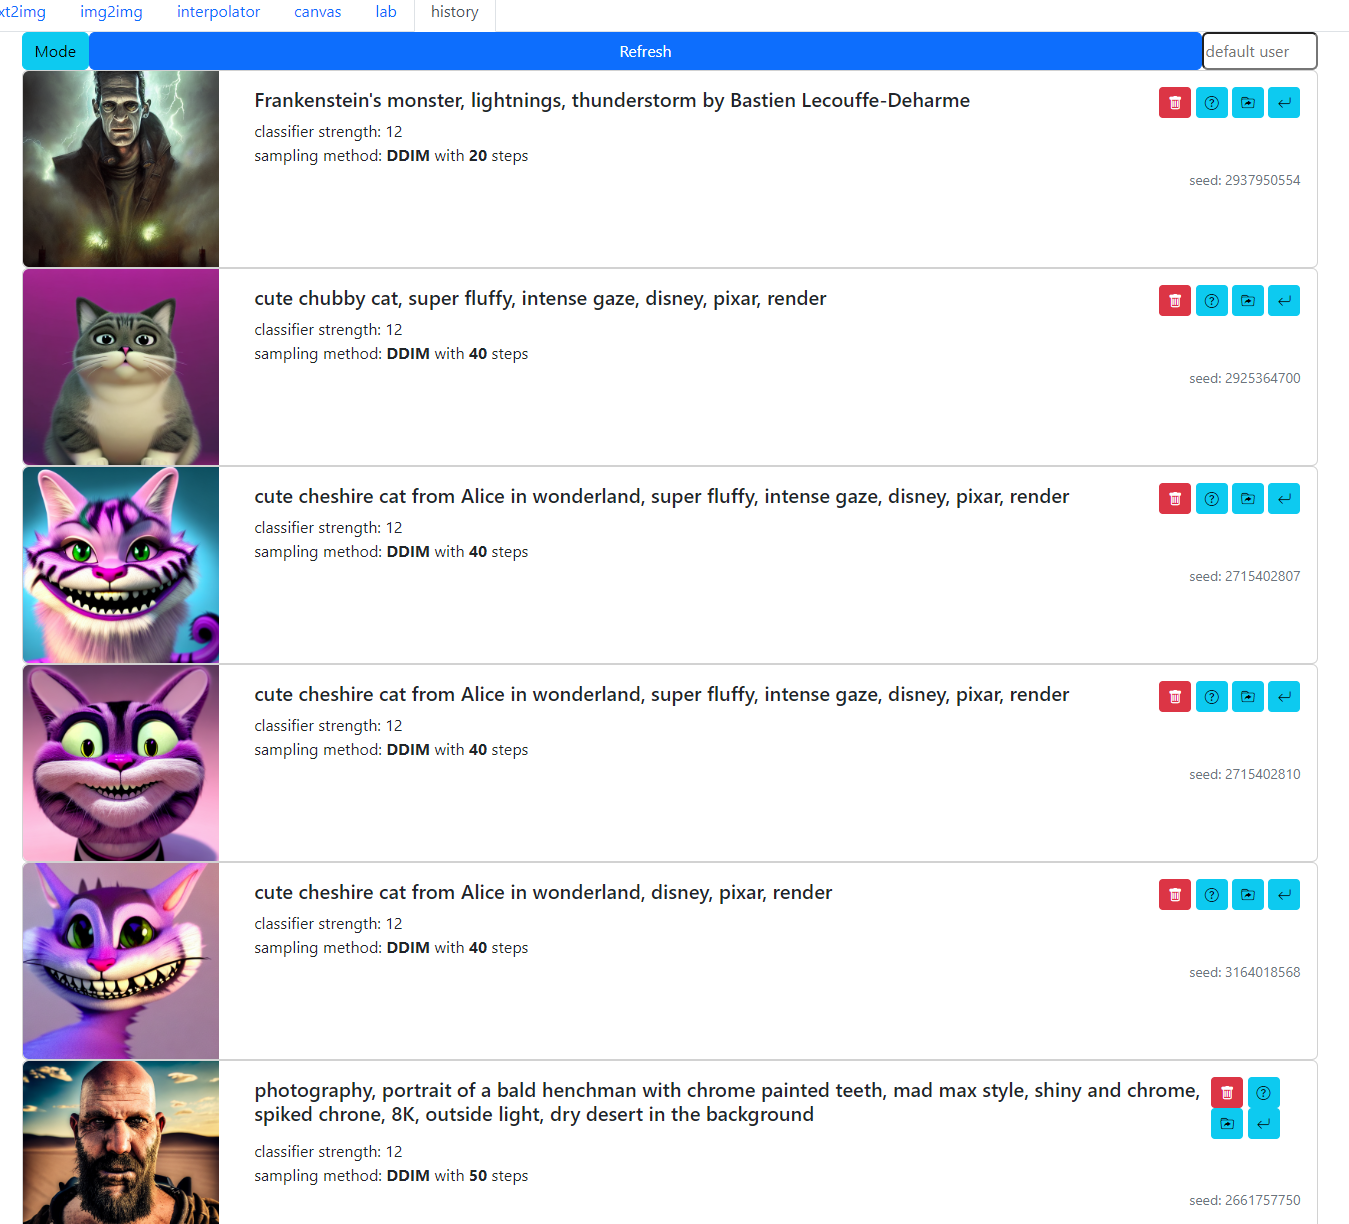 xt2img img2img interpolator canvas lab history
Mode Refresh default user
Frankenstein's monster, lightnings, thunderstorm by Bastien Lecouffe-Deharme
classifier strength: 12
sampling method: DDIM with 20 steps
seed: 2937950554
cute chubby cat, super fluffy, intense gaze, disney, pixar, render
classifier strength: 12
sampling method: DDIM with 40 steps
seed: 2925364700
cute cheshire cat from Alice in wonderland, super fluffy, intense gaze, disney, pixar, render
classifier strength: 12
sampling method: DDIM with 40 steps
seed: 2715402807
cute cheshire cat from Alice in wonderland, super fluffy, intense gaze, disney, pixar, render
classifier strength: 12
sampling method: DDIM with 40 steps
seed: 2715402810
cute cheshire cat from Alice in wonderland, disney, pixar, render
classifier strength: 12
sampling method: DDIM with 40 steps
seed: 3164018568
photography, portrait of a bald henchman with chrome painted teeth, mad max style, shiny and chrome,
spiked chrone, 8K, outside light, dry desert in the background
classifier strength: 12
sampling method: DDIM with 50 steps
seed: 2661757750